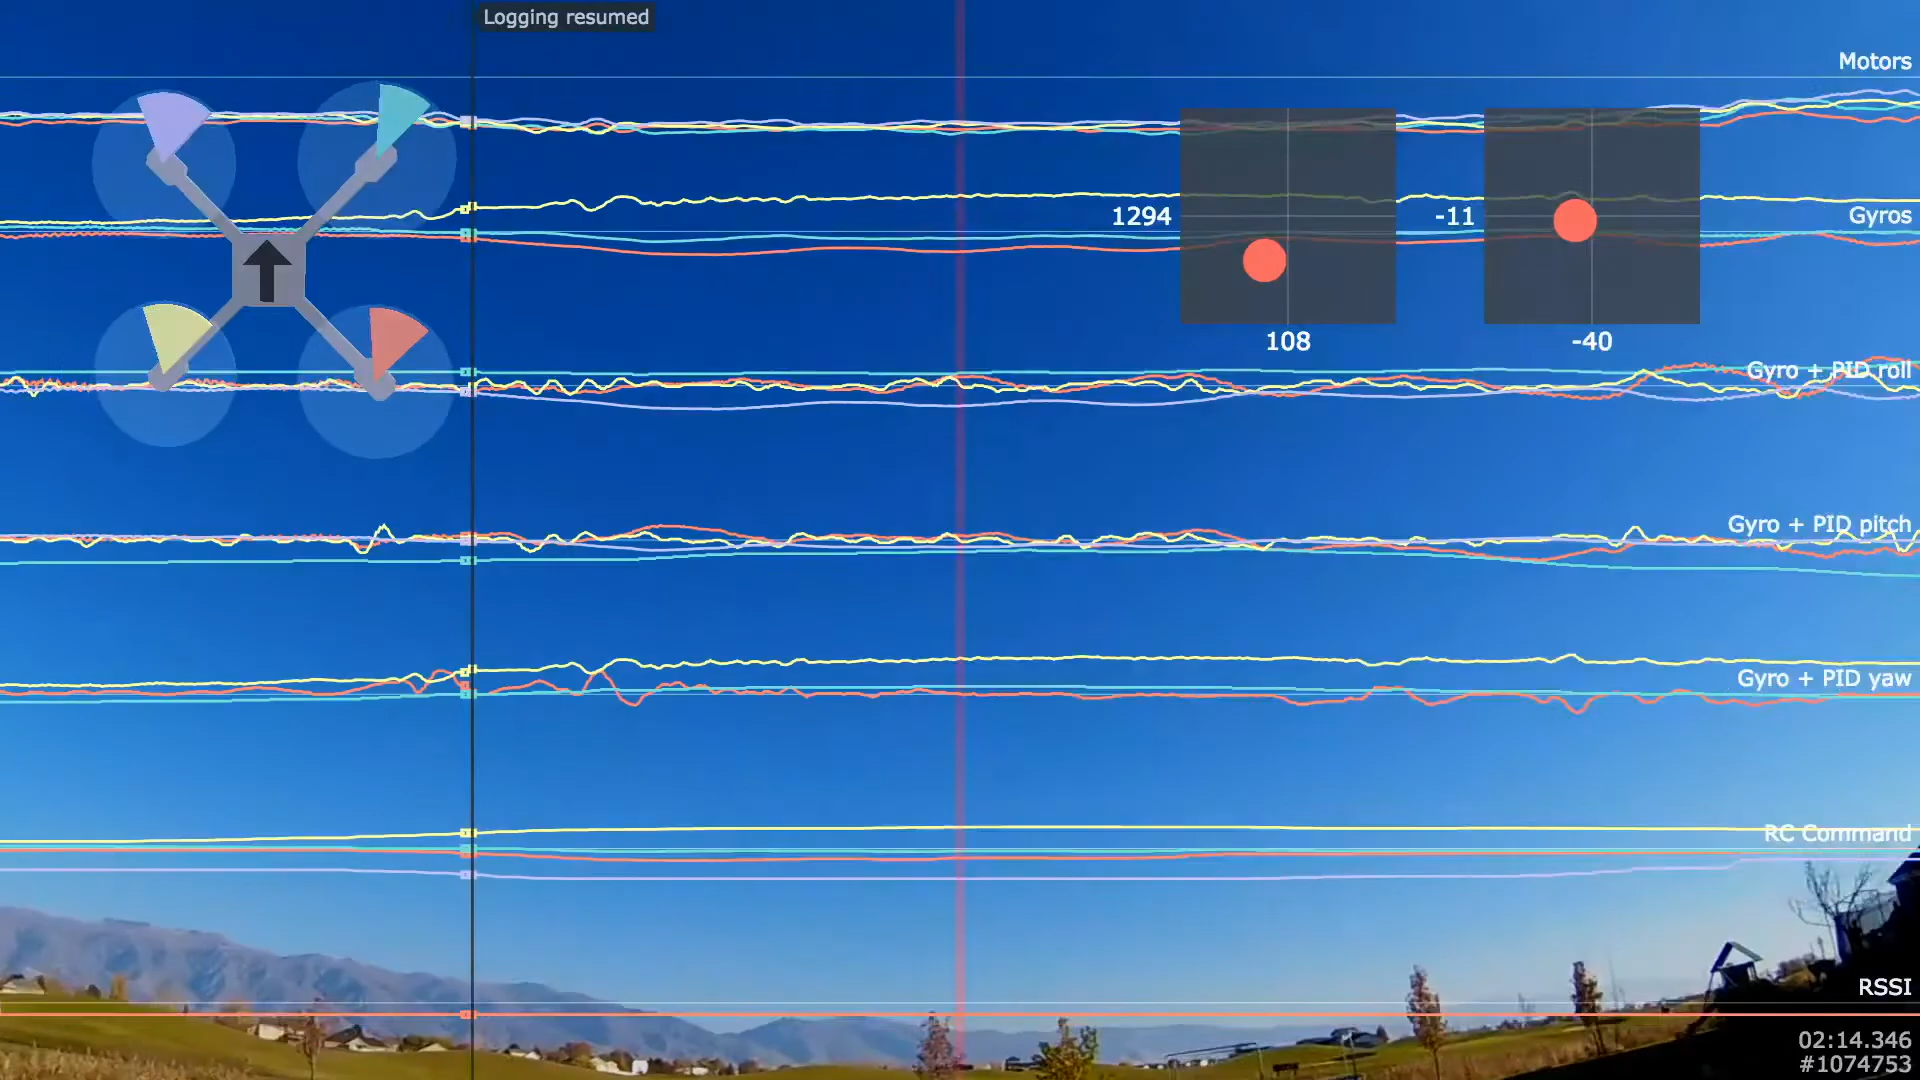 Logging resumed
Motors
1294
-11
Gyros
108
-40
Gyro + PID roll
Gyro + PID pitch
Gyro + PID yaw
RC Command
RSSI
02:14.346
#1074753